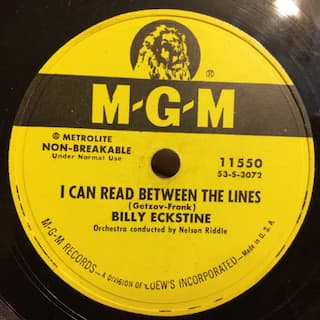 M-G-M
® METROLITE
NON-BREAKABLE
Under Normal Use
11550
53-S-3072
I CAN READ BETWEEN THE LINES
(Getzov-Frank)
BILLY ECKSTINE
Orchestra conducted by Nelson Riddle
M-G-M RECORDS—A DIVISION OF LOEW'S INCORPORATED—Made in U.S.A.